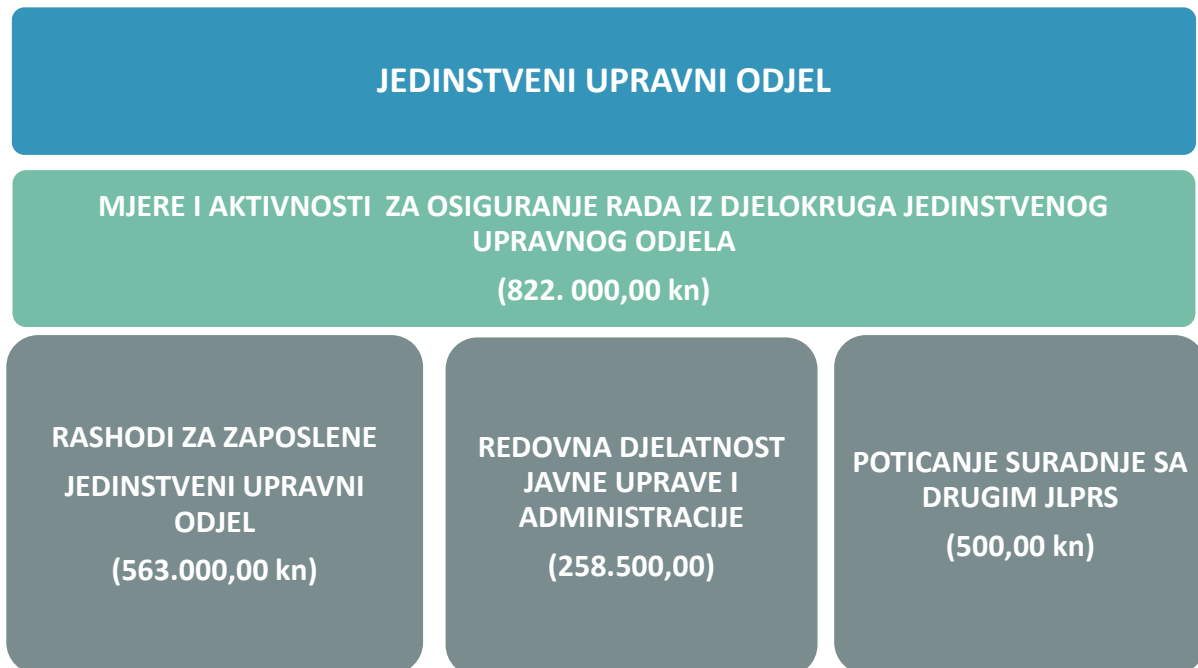 JEDINSTVENI UPRAVNI ODJEL
MJERE I AKTIVNOSTI ZA OSIGURANJE RADA IZ DJELOKRUGA JEDINSTVENOG
UPRAVNOG ODJELA
(822. 000,00 kn)
RASHODI ZA ZAPOSLENE
JEDINSTVENI UPRAVNI
ODJEL
(563.000,00 kn)
REDOVNA DJELATNOST
JAVNE UPRAVE I
ADMINISTRACIJE
(258.500,00)
POTICANJE SURADNJE SA
DRUGIM JLPRS
(500,00 kn)